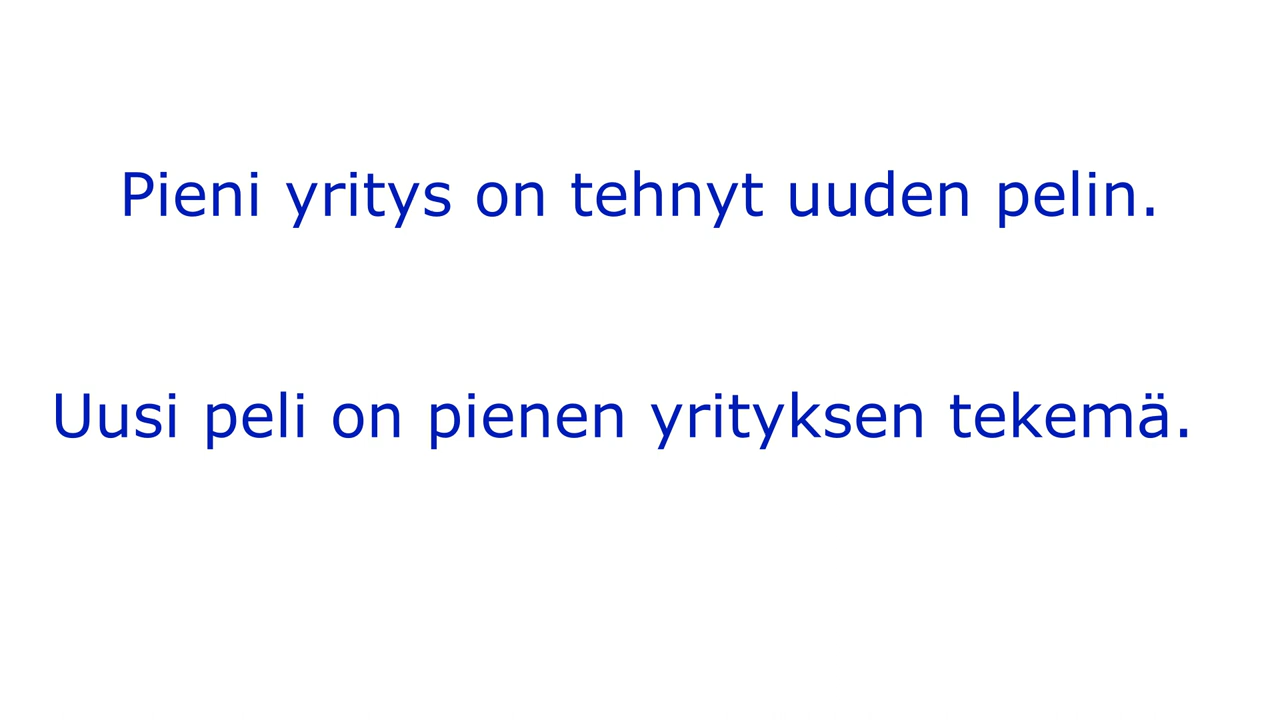 Pieni yritys on tehnyt uuden pelin.
Uusi peli on pienen yrityksen tekemä.